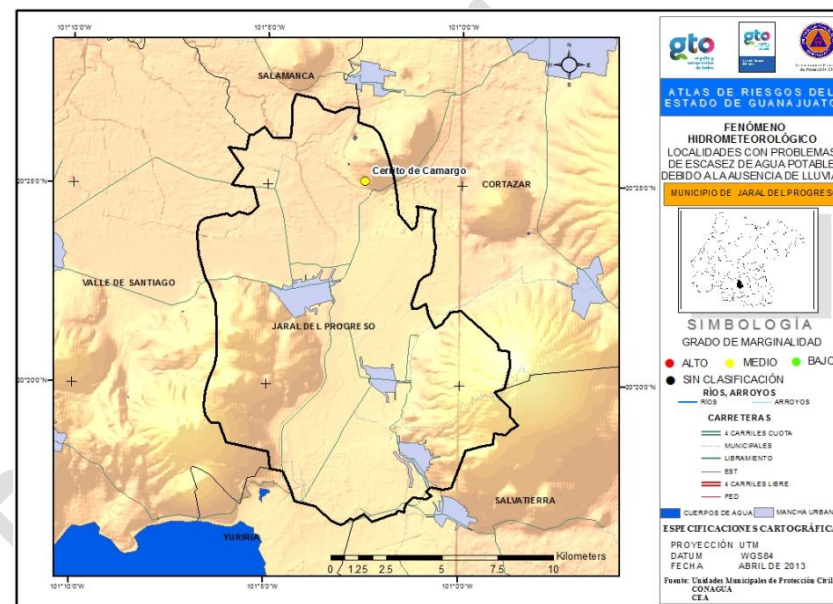 101°10'0"W 101°5'0"W 101°0'0"W
SALAMANCA
N
W E
S
Cerrito de Camargo
20°25'0"N 20°25'0"N
CORTAZAR
VALLE DE SANTIAGO
JARAL DEL PROGRESO
20°20'0"N 20°20'0"N
SALVATIERRA
YURIRIA
Kilometers
0 1.25 2.5 5 7.5 10
101°10'0"W 101°5'0"W 101°0'0"W
gto gto
ATLAS DE RIESGOS DEL
ESTADO DE GUANAJUATO
FENÓMENO
HIDROMETEOROLÓGICO
LOCALIDADES CON PROBLEMAS
DE ESCASEZ DE AGUA POTABLE
DEBIDO A LA AUSENCIA DE LLUVIA
MUNICIPIO DE JARAL DEL PROGRESO
SIMBOLOGÍA
GRADO DE MARGINALIDAD
ALTO MEDIO BAJO
SIN CLASIFICACIÓN
RÍOS, ARROYOS
RÍOS ARROYOS
CARRETERAS
4 CARRILES CUOTA
MUNICIPALES
LIBRAMIENTO
EST
4 CARRILES LIBRE
FED
CUERPOS DE AGUA MANCHA URBANA
ESPECIFICACIONES CARTOGRÁFICA
PROYECCIÓN UTM
DATUM WGS84
FECHA ABRIL DE 2013
Fuente: Unidades Municipales de Protección Civil
CONAGUA
CEA